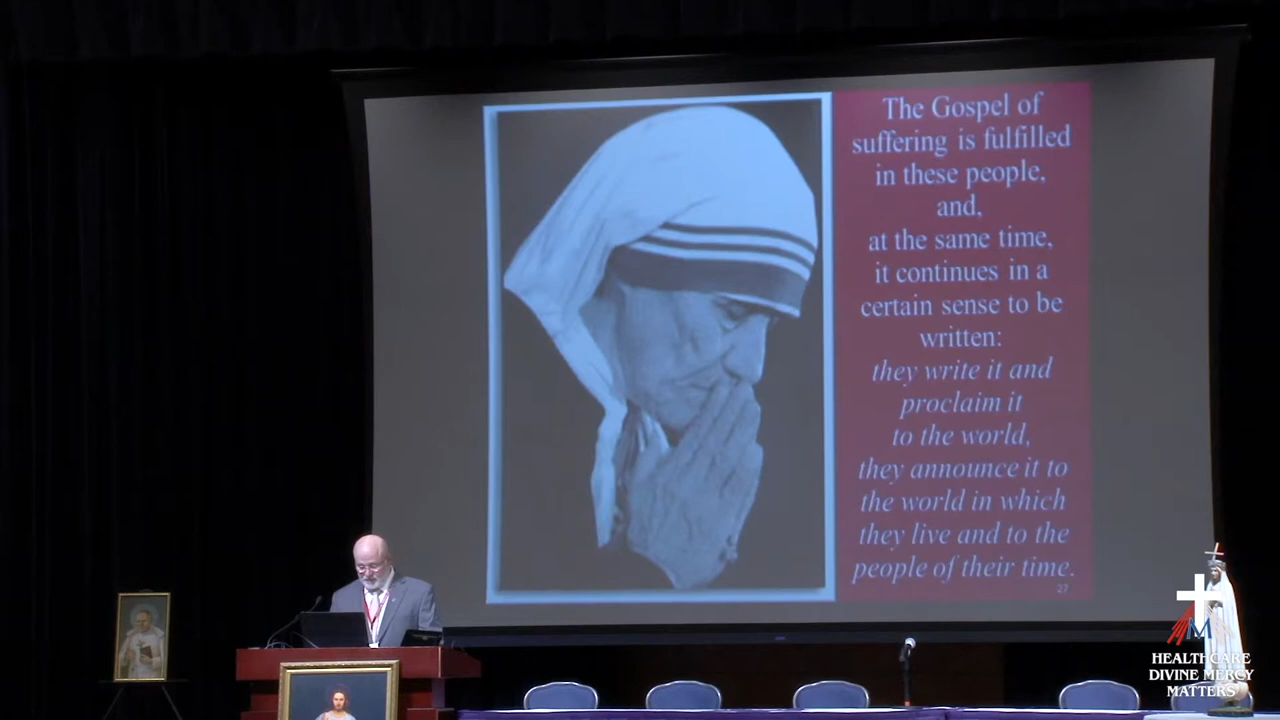 The Gospel of
suffering is fulfilled
in these people,
and,
at the same time,
it continues in a
certain sense to be
written:
they write it and
proclaim it
to the world,
they announce it to
the world in which
they live and to the
people of their time.
27
M
HEALTHCARE
DIVINE MERCY
MATTERS